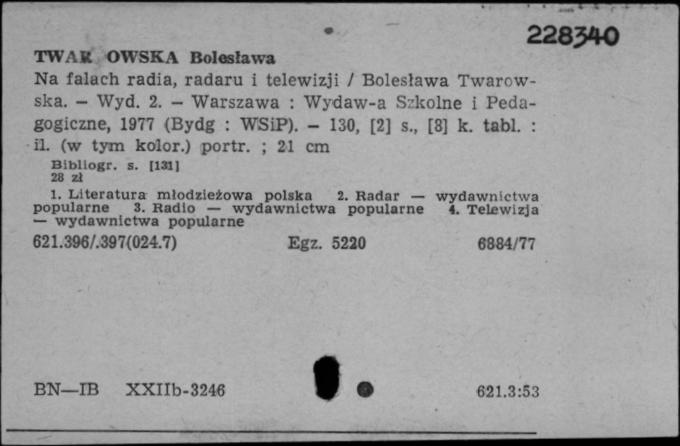 228340
TWAR OWSKA Bolesława
Na falach radia, radaru i telewizji / Bolesława Twarow-
ska. — Wyd. 2. — Warszawa : Wydaw-a Szkolne i Peda-
gogiczne, 1977 (Bydg : WSiP). — 130, [2] s., [8] k. tabl. :
il. (w tym kolor.) portr. ; 21 cm
Bibliogr. s. [131]
28 zł
1. Literatura młodzieżowa polska 2. Radar — wydawnictwa
popularne 3. Radio — wydawnictwa popularne 4. Telewizja
— wydawnictwa popularne
621.396/.397(024.7) Egz. 5220 6884/77
BN—IB XXIIb-3246 621.3:53